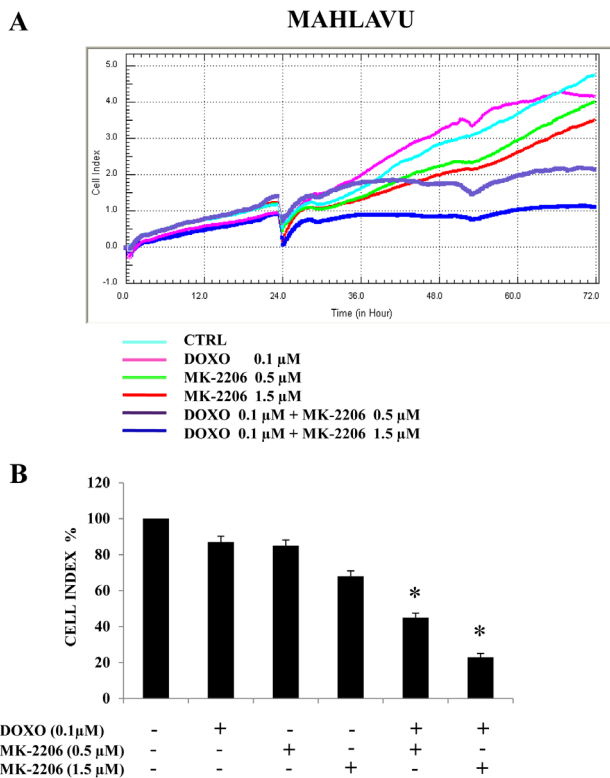 A
MAHLAVU
5.0
4.0
3.0
2.0
1.0
0.0
-1.0
Cell Index
0.0 12.0 24.0 36.0 48.0 60.0 72.0
Time (in Hour)
CTRL
DOXO 0.1 µM
MK-2206 0.5 µM
MK-2206 1.5 µM
DOXO 0.1 µM + MK-2206 0.5 µM
DOXO 0.1 µM + MK-2206 1.5 µM
B
120
100
80
60
40
20
0
CELL INDEX %
* *
DOXO (0.1µM) - + - - + +
MK-2206 (0.5 µM) - - + - + -
MK-2206 (1.5 µM) - - - + - +